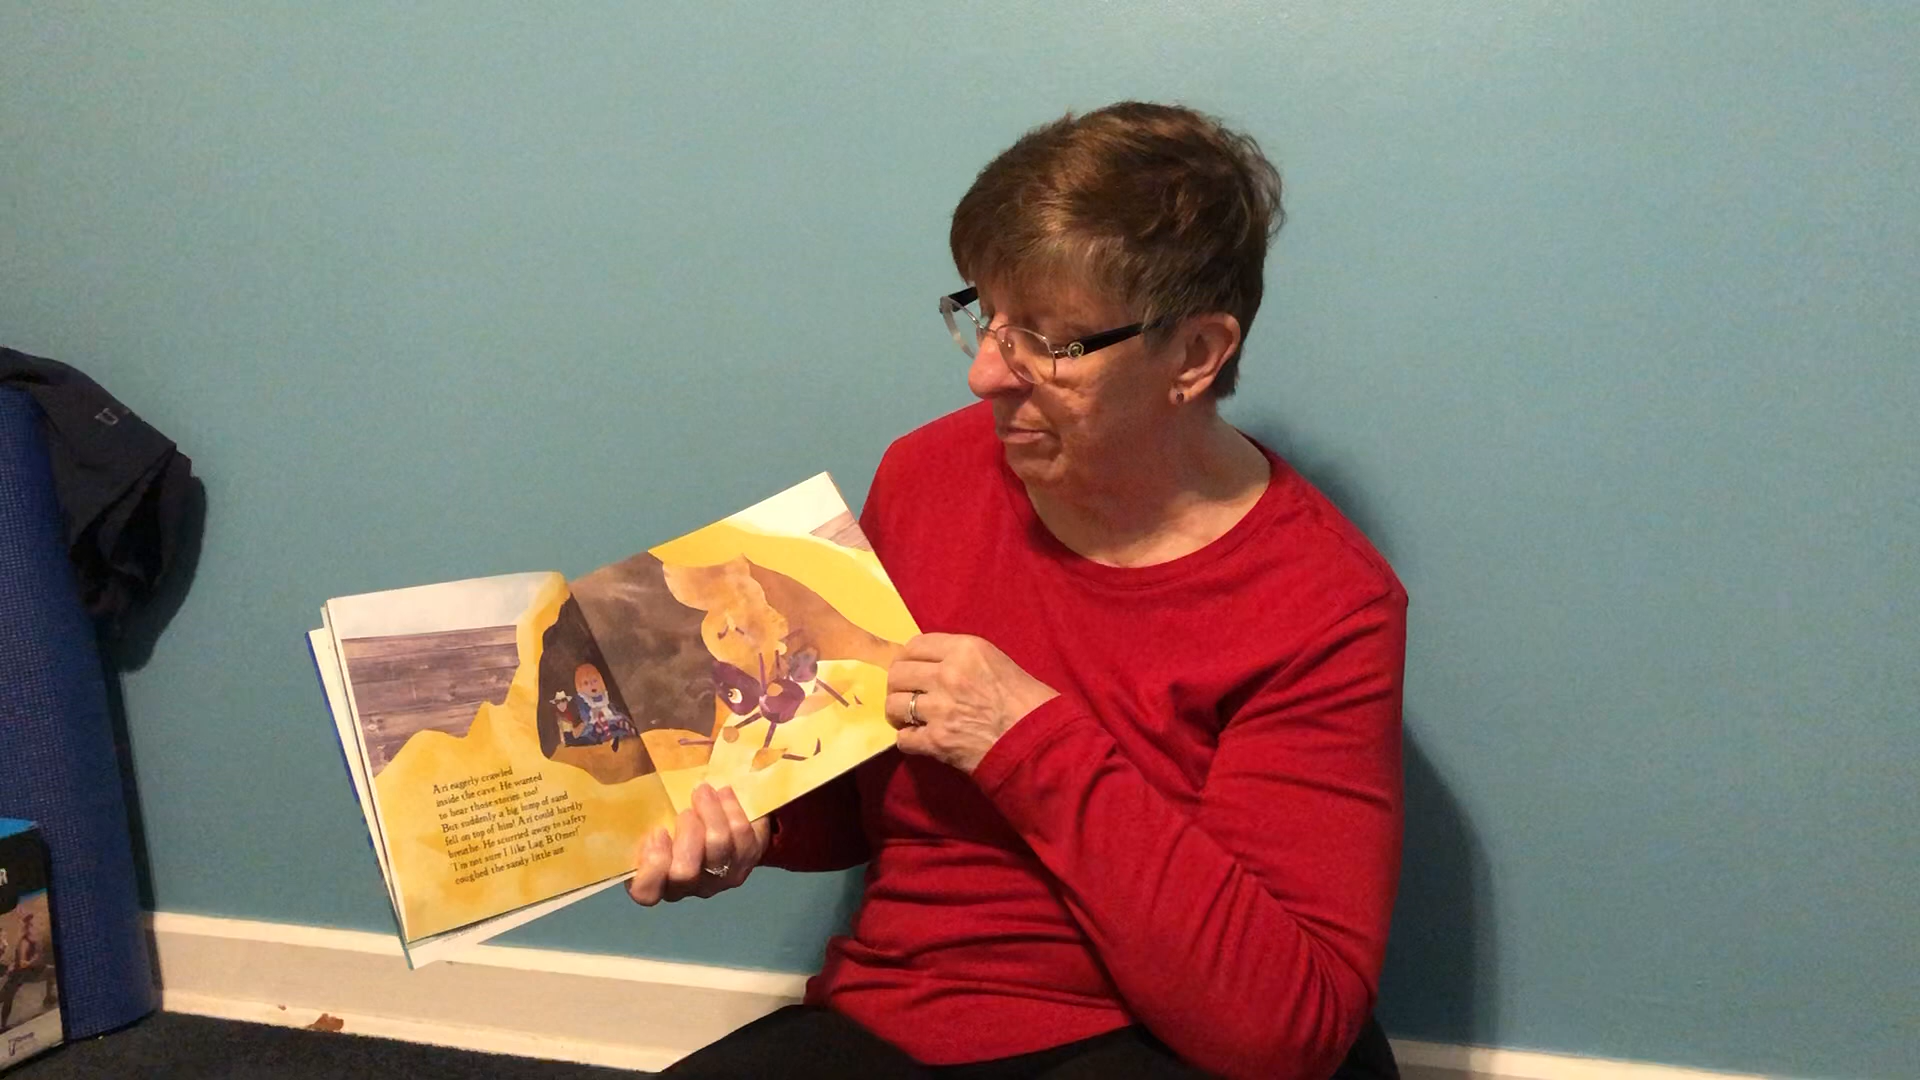 Ari eagerly crawled
inside the cave. He wanted
to hear those stories, too!
But suddenly a big lump of sand
fell on top of him! Ari could hardly
breathe. He scurried away to safety.
"I'm not sure I like Lag B'Omer!"
coughed the sandy little ant.
U
R